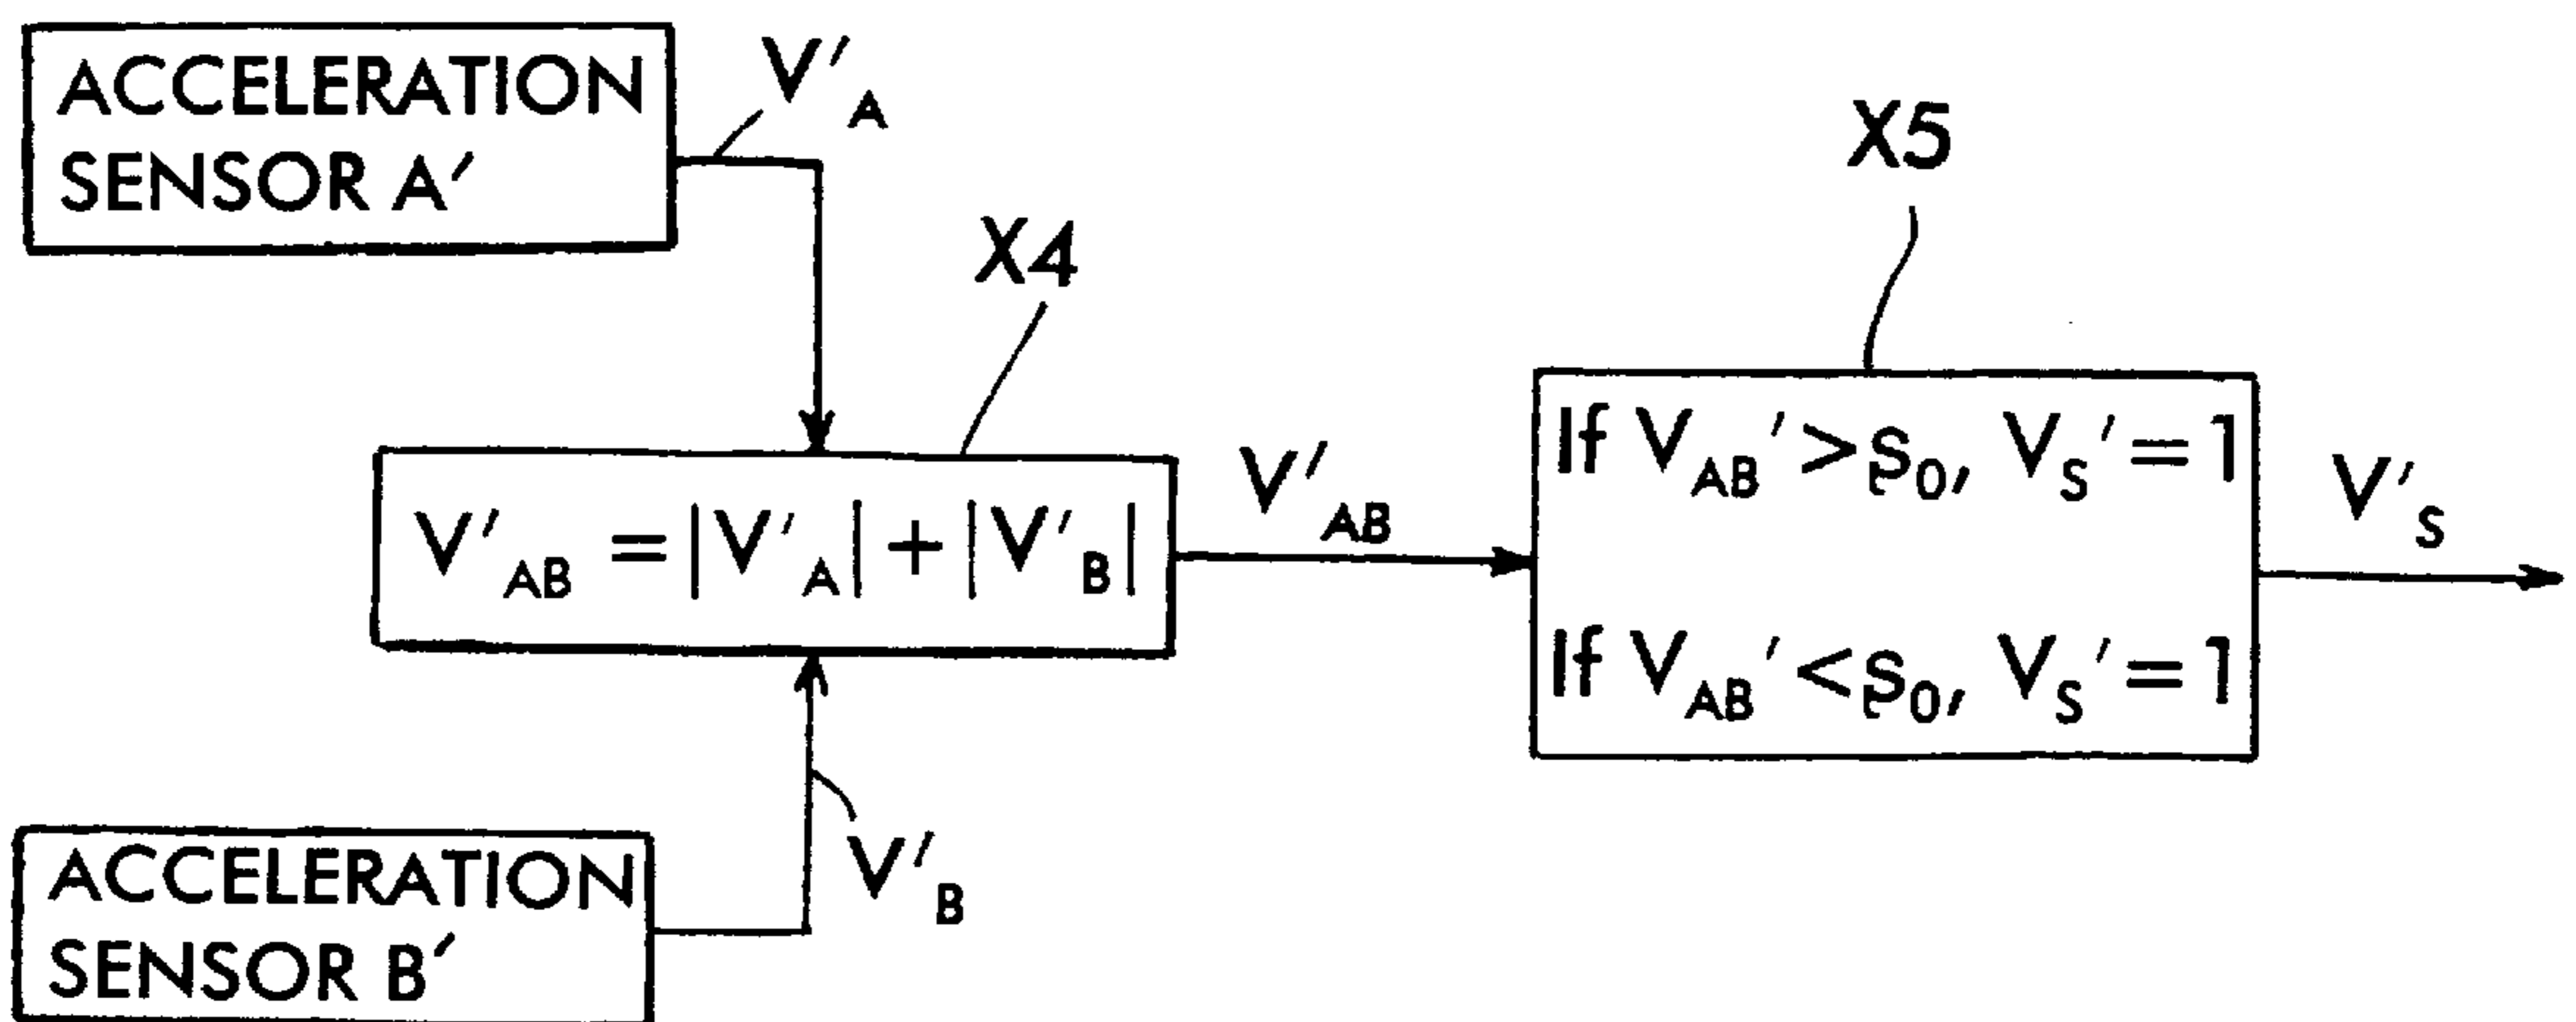 ACCELERATION
SENSOR A′
V′A
X4
X5
V′AB = |V′A| + |V′B|
V′AB
If VAB′ > S0, VS′ = 1
If VAB′ < S0, VS′ = 1
V′S
V′B
ACCELERATION
SENSOR B′